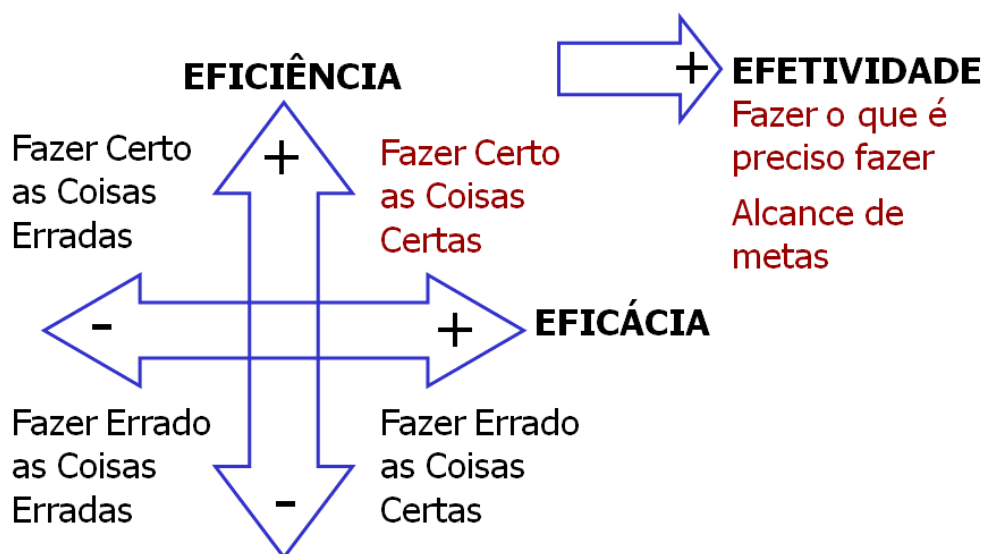 EFICIÊNCIA
+
Fazer Certo
as Coisas
Erradas
+
Fazer Certo
as Coisas
Certas
EFETIVIDADE
Fazer o que é
preciso fazer
Alcance de
metas
-
+
EFICÁCIA
Fazer Errado
as Coisas
Erradas
-
Fazer Errado
as Coisas
Certas